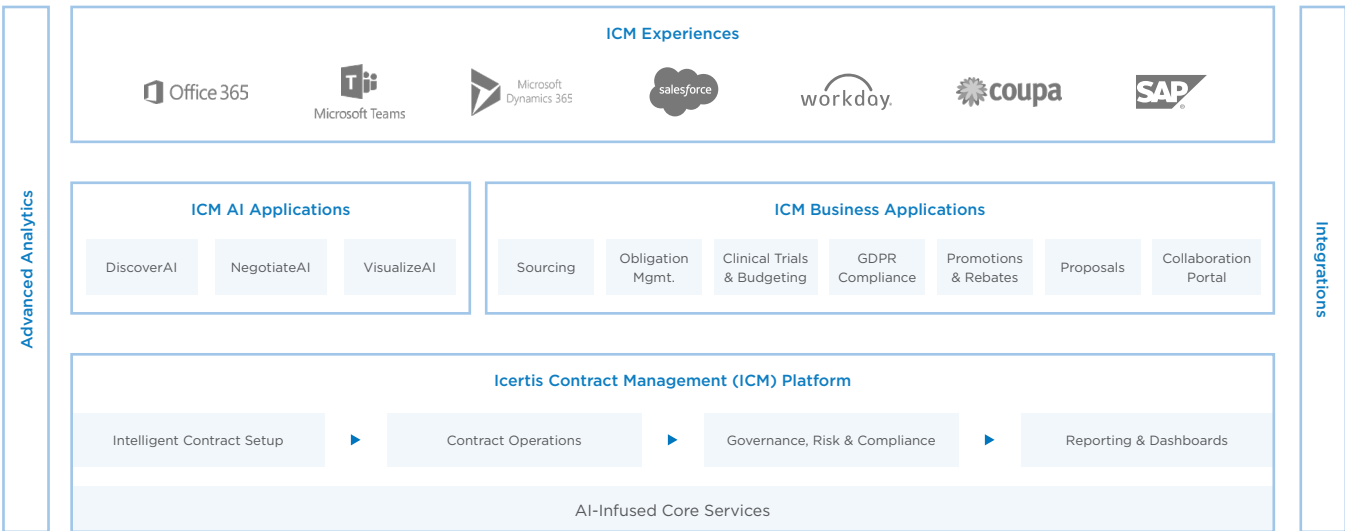 Advanced Analytics
ICM Experiences
Office 365
Microsoft Teams
Microsoft
Dynamics 365
salesforce
workday.
coupa
SAP
ICM AI Applications
DiscoverAI
NegotiateAI
VisualizeAI
ICM Business Applications
Sourcing
Obligation
Mgmt.
Clinical Trials
& Budgeting
GDPR
Compliance
Promotions
& Rebates
Proposals
Collaboration
Portal
Icertis Contract Management (ICM) Platform
Intelligent Contract Setup
Contract Operations
Governance, Risk & Compliance
Reporting & Dashboards
AI-Infused Core Services
Integrations